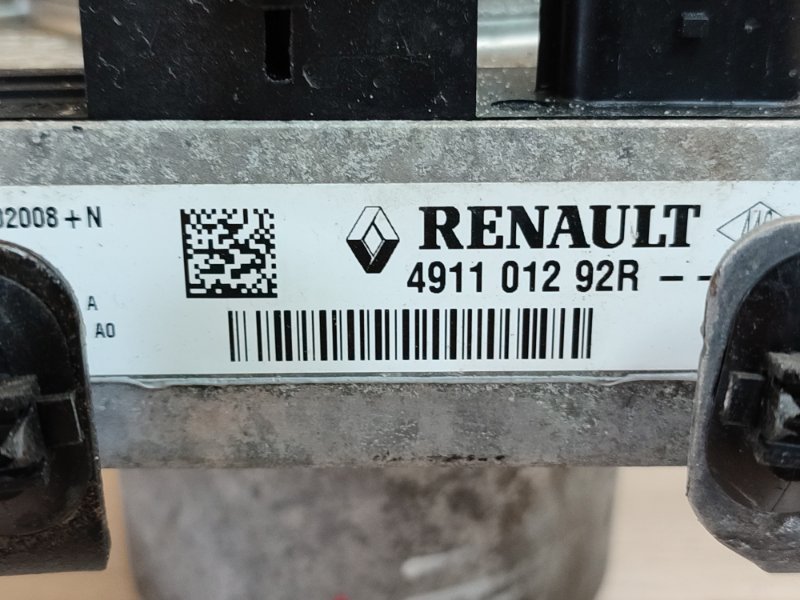 02008+N
RENAULT
4911 012 92R --
A
A0